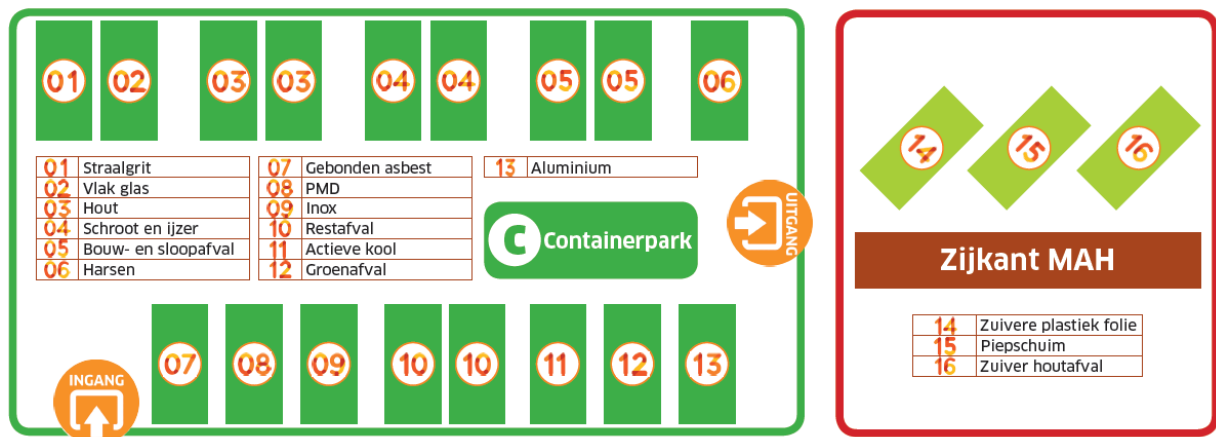 01 02 03 03 04 04 05 05 06
01 Straalgrit
02 Vlak glas
03 Hout
04 Schroot en ijzer
05 Bouw- en sloopafval
06 Harsen
07 Gebonden asbest
08 PMD
09 Inox
10 Restafval
11 Actieve kool
12 Groenafval
13 Aluminium
C Containerpark
UITGANG
INGANG
07 08 09 10 10 11 12 13
14 15 16
Zijkant MAH
14 Zuivere plastiek folie
15 Piepschuim
16 Zuiver houtafval